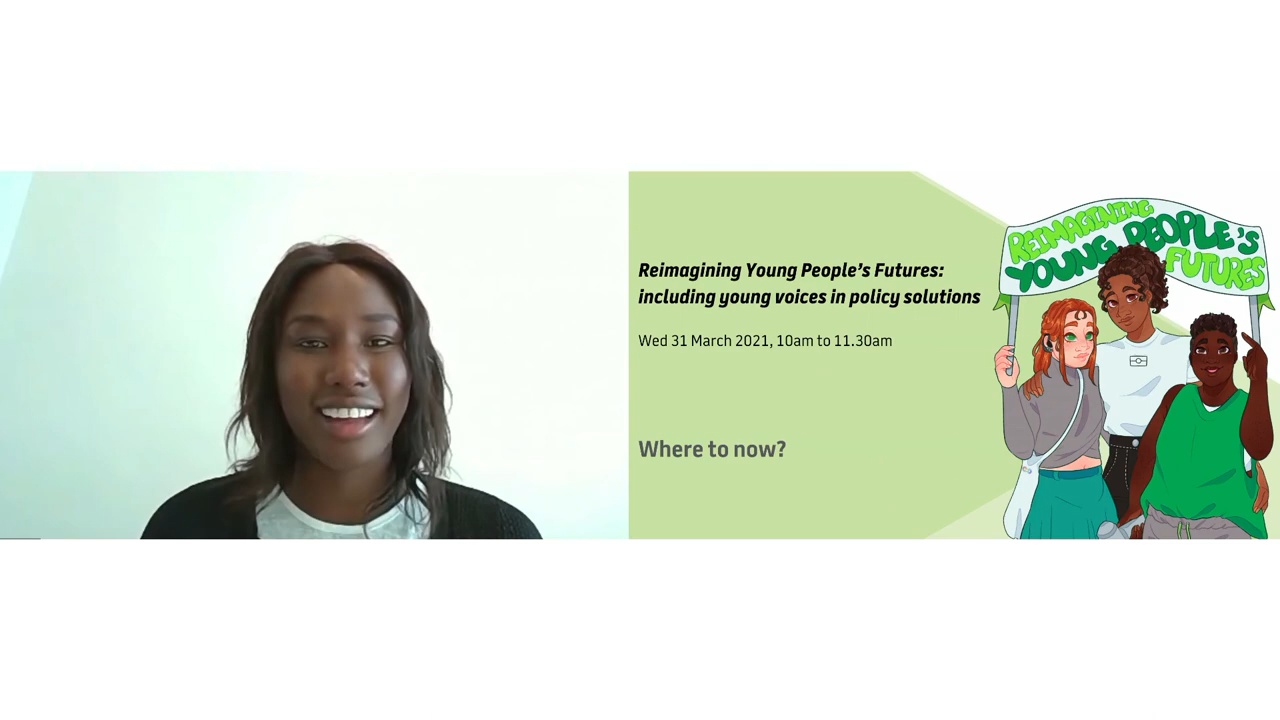 Reimagining Young People's Futures:
including young voices in policy solutions
Wed 31 March 2021, 10am to 11.30am
Where to now?
REIMAGINING
YOUNG PEOPLE'S
FUTURES